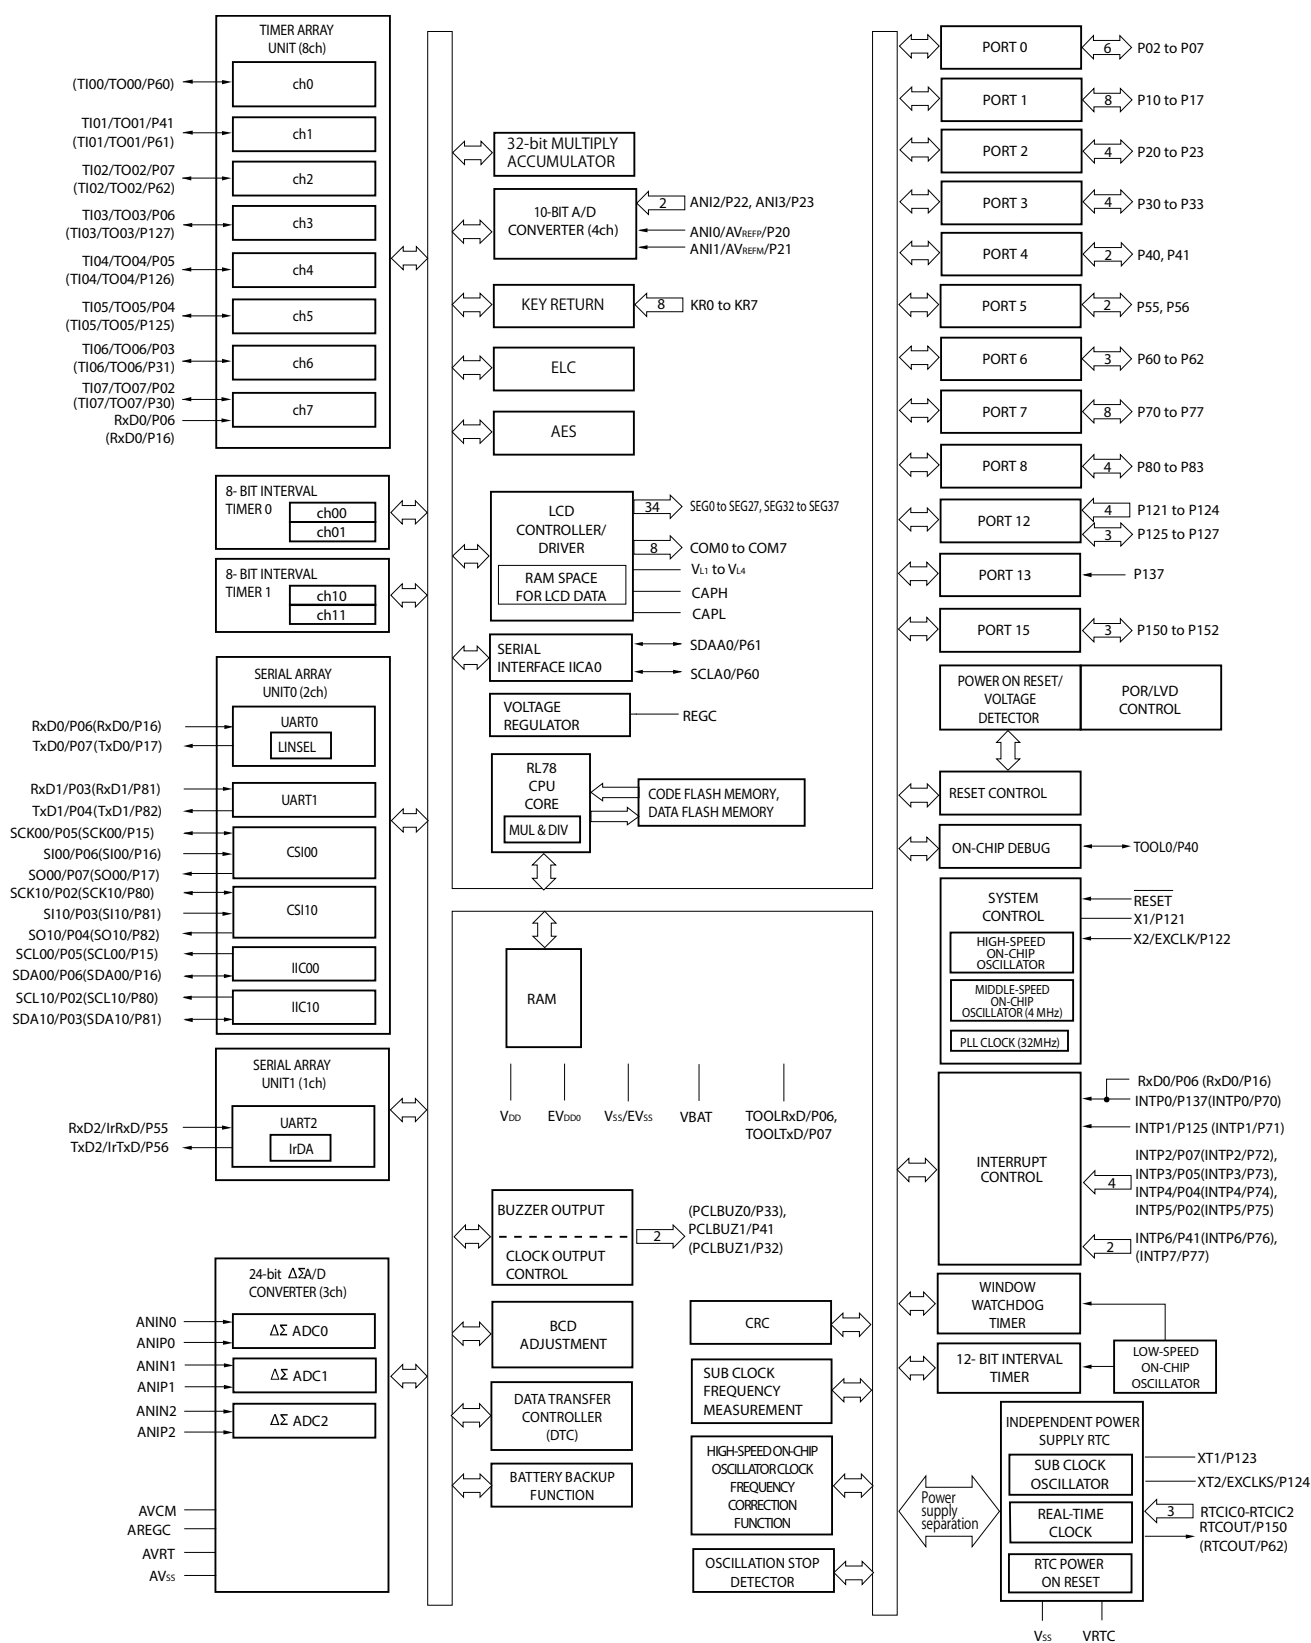 TIMER ARRAY
UNIT (8ch)
(TI00/TO00/P60)
ch0
TI01/TO01/P41
(TI01/TO01/P61)
ch1
TI02/TO02/P07
(TI02/TO02/P62)
ch2
TI03/TO03/P06
(TI03/TO03/P127)
ch3
TI04/TO04/P05
(TI04/TO04/P126)
ch4
TI05/TO05/P04
(TI05/TO05/P125)
ch5
TI06/TO06/P03
(TI06/TO06/P31)
ch6
TI07/TO07/P02
(TI07/TO07/P30)
RxD0/P06
(RxD0/P16)
ch7
8- BIT INTERVAL
TIMER 0
ch00
ch01
8- BIT INTERVAL
TIMER 1
ch10
ch11
SERIAL ARRAY
UNIT0 (2ch)
RxD0/P06(RxD0/P16)
TxD0/P07(TxD0/P17)
UART0
LINSEL
RxD1/P03(RxD1/P81)
TxD1/P04(TxD1/P82)
UART1
SCK00/P05(SCK00/P15)
SI00/P06(SI00/P16)
SO00/P07(SO00/P17)
CSI00
SCK10/P02(SCK10/P80)
SI10/P03(SI10/P81)
SO10/P04(SO10/P82)
CSI10
SCL00/P05(SCL00/P15)
SDA00/P06(SDA00/P16)
IIC00
SCL10/P02(SCL10/P80)
SDA10/P03(SDA10/P81)
IIC10
SERIAL ARRAY
UNIT1 (1ch)
RxD2/IrRxD/P55
TxD2/IrTxD/P56
UART2
IrDA
24-bit ΔΣA/D
CONVERTER (3ch)
ANIN0
ANIP0
ΔΣ ADC0
ANIN1
ANIP1
ΔΣ ADC1
ANIN2
ANIP2
ΔΣ ADC2
AVCM
AREGC
AVRT
AVSS
32-bit MULTIPLY
ACCUMULATOR
10-BIT A/D
CONVERTER (4ch)
2
ANI2/P22, ANI3/P23
ANI0/AVREFP/P20
ANI1/AVREFM/P21
KEY RETURN
8
KR0 to KR7
ELC
AES
LCD
CONTROLLER/
DRIVER
RAM SPACE
FOR LCD DATA
34
SEG0 to SEG27, SEG32 to SEG37
8
COM0 to COM7
VL1 to VL4
CAPH
CAPL
SERIAL
INTERFACE IICA0
SDAA0/P61
SCLA0/P60
VOLTAGE
REGULATOR
REGC
RL78
CPU
CORE
MUL & DIV
CODE FLASH MEMORY,
DATA FLASH MEMORY
RAM
VDD
EVDD0
VSS/EVSS
VBAT
TOOLRxD/P06,
TOOLTxD/P07
BUZZER OUTPUT
CLOCK OUTPUT
CONTROL
2
(PCLBUZ0/P33),
PCLBUZ1/P41
(PCLBUZ1/P32)
BCD
ADJUSTMENT
DATA TRANSFER
CONTROLLER
(DTC)
BATTERY BACKUP
FUNCTION
CRC
SUB CLOCK
FREQUENCY
MEASUREMENT
HIGH-SPEED ON-CHIP
OSCILLATOR CLOCK
FREQUENCY
CORRECTION
FUNCTION
OSCILLATION STOP
DETECTOR
PORT 0
6
P02 to P07
PORT 1
8
P10 to P17
PORT 2
4
P20 to P23
PORT 3
4
P30 to P33
PORT 4
2
P40, P41
PORT 5
2
P55, P56
PORT 6
3
P60 to P62
PORT 7
8
P70 to P77
PORT 8
4
P80 to P83
PORT 12
4
P121 to P124
3
P125 to P127
PORT 13
P137
PORT 15
3
P150 to P152
POWER ON RESET/
VOLTAGE
DETECTOR
POR/LVD
CONTROL
RESET CONTROL
ON-CHIP DEBUG
TOOL0/P40
SYSTEM
CONTROL
HIGH-SPEED
ON-CHIP
OSCILLATOR
MIDDLE-SPEED
ON-CHIP
OSCILLATOR (4 MHz)
PLL CLOCK (32MHz)
RESET
X1/P121
X2/EXCLK/P122
INTERRUPT
CONTROL
RxD0/P06 (RxD0/P16)
INTP0/P137(INTP0/P70)
INTP1/P125 (INTP1/P71)
4
INTP2/P07(INTP2/P72),
INTP3/P05(INTP3/P73),
INTP4/P04(INTP4/P74),
INTP5/P02(INTP5/P75)
2
INTP6/P41(INTP6/P76),
(INTP7/P77)
WINDOW
WATCHDOG
TIMER
12- BIT INTERVAL
TIMER
LOW-SPEED
ON-CHIP
OSCILLATOR
Power
supply
separation
INDEPENDENT POWER
SUPPLY RTC
SUB CLOCK
OSCILLATOR
REAL-TIME
CLOCK
RTC POWER
ON RESET
XT1/P123
XT2/EXCLKS/P124
3
RTCIC0-RTCIC2
RTCOUT/P150
(RTCOUT/P62)
VSS
VRTC